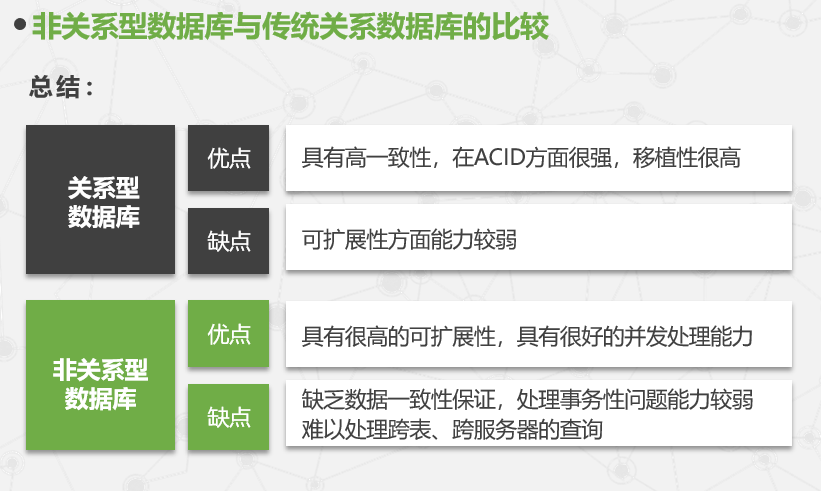 非关系型数据库与传统关系数据库的比较
总结：
关系型
数据库
优点
具有高一致性，在ACID方面很强，移植性很高
缺点
可扩展性方面能力较弱
非关系型
数据库
优点
具有很高的可扩展性，具有很好的并发处理能力
缺点
缺乏数据一致性保证，处理事务性问题能力较弱
难以处理跨表、跨服务器的查询